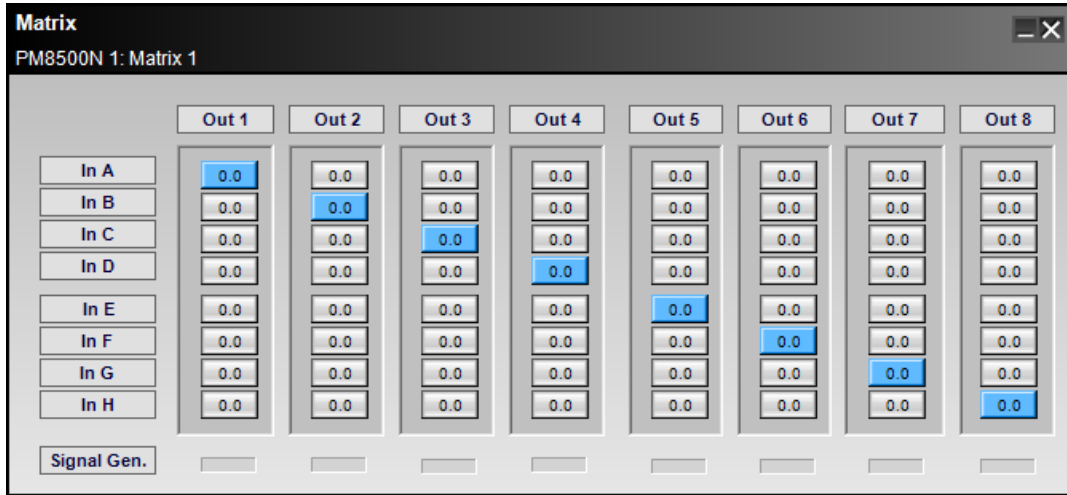 Matrix
PM8500N 1: Matrix 1
Out 1 Out 2 Out 3 Out 4 Out 5 Out 6 Out 7 Out 8
In A 0.0 0.0 0.0 0.0 0.0 0.0 0.0 0.0
In B 0.0 0.0 0.0 0.0 0.0 0.0 0.0 0.0
In C 0.0 0.0 0.0 0.0 0.0 0.0 0.0 0.0
In D 0.0 0.0 0.0 0.0 0.0 0.0 0.0 0.0
In E 0.0 0.0 0.0 0.0 0.0 0.0 0.0 0.0
In F 0.0 0.0 0.0 0.0 0.0 0.0 0.0 0.0
In G 0.0 0.0 0.0 0.0 0.0 0.0 0.0 0.0
In H 0.0 0.0 0.0 0.0 0.0 0.0 0.0 0.0
Signal Gen.